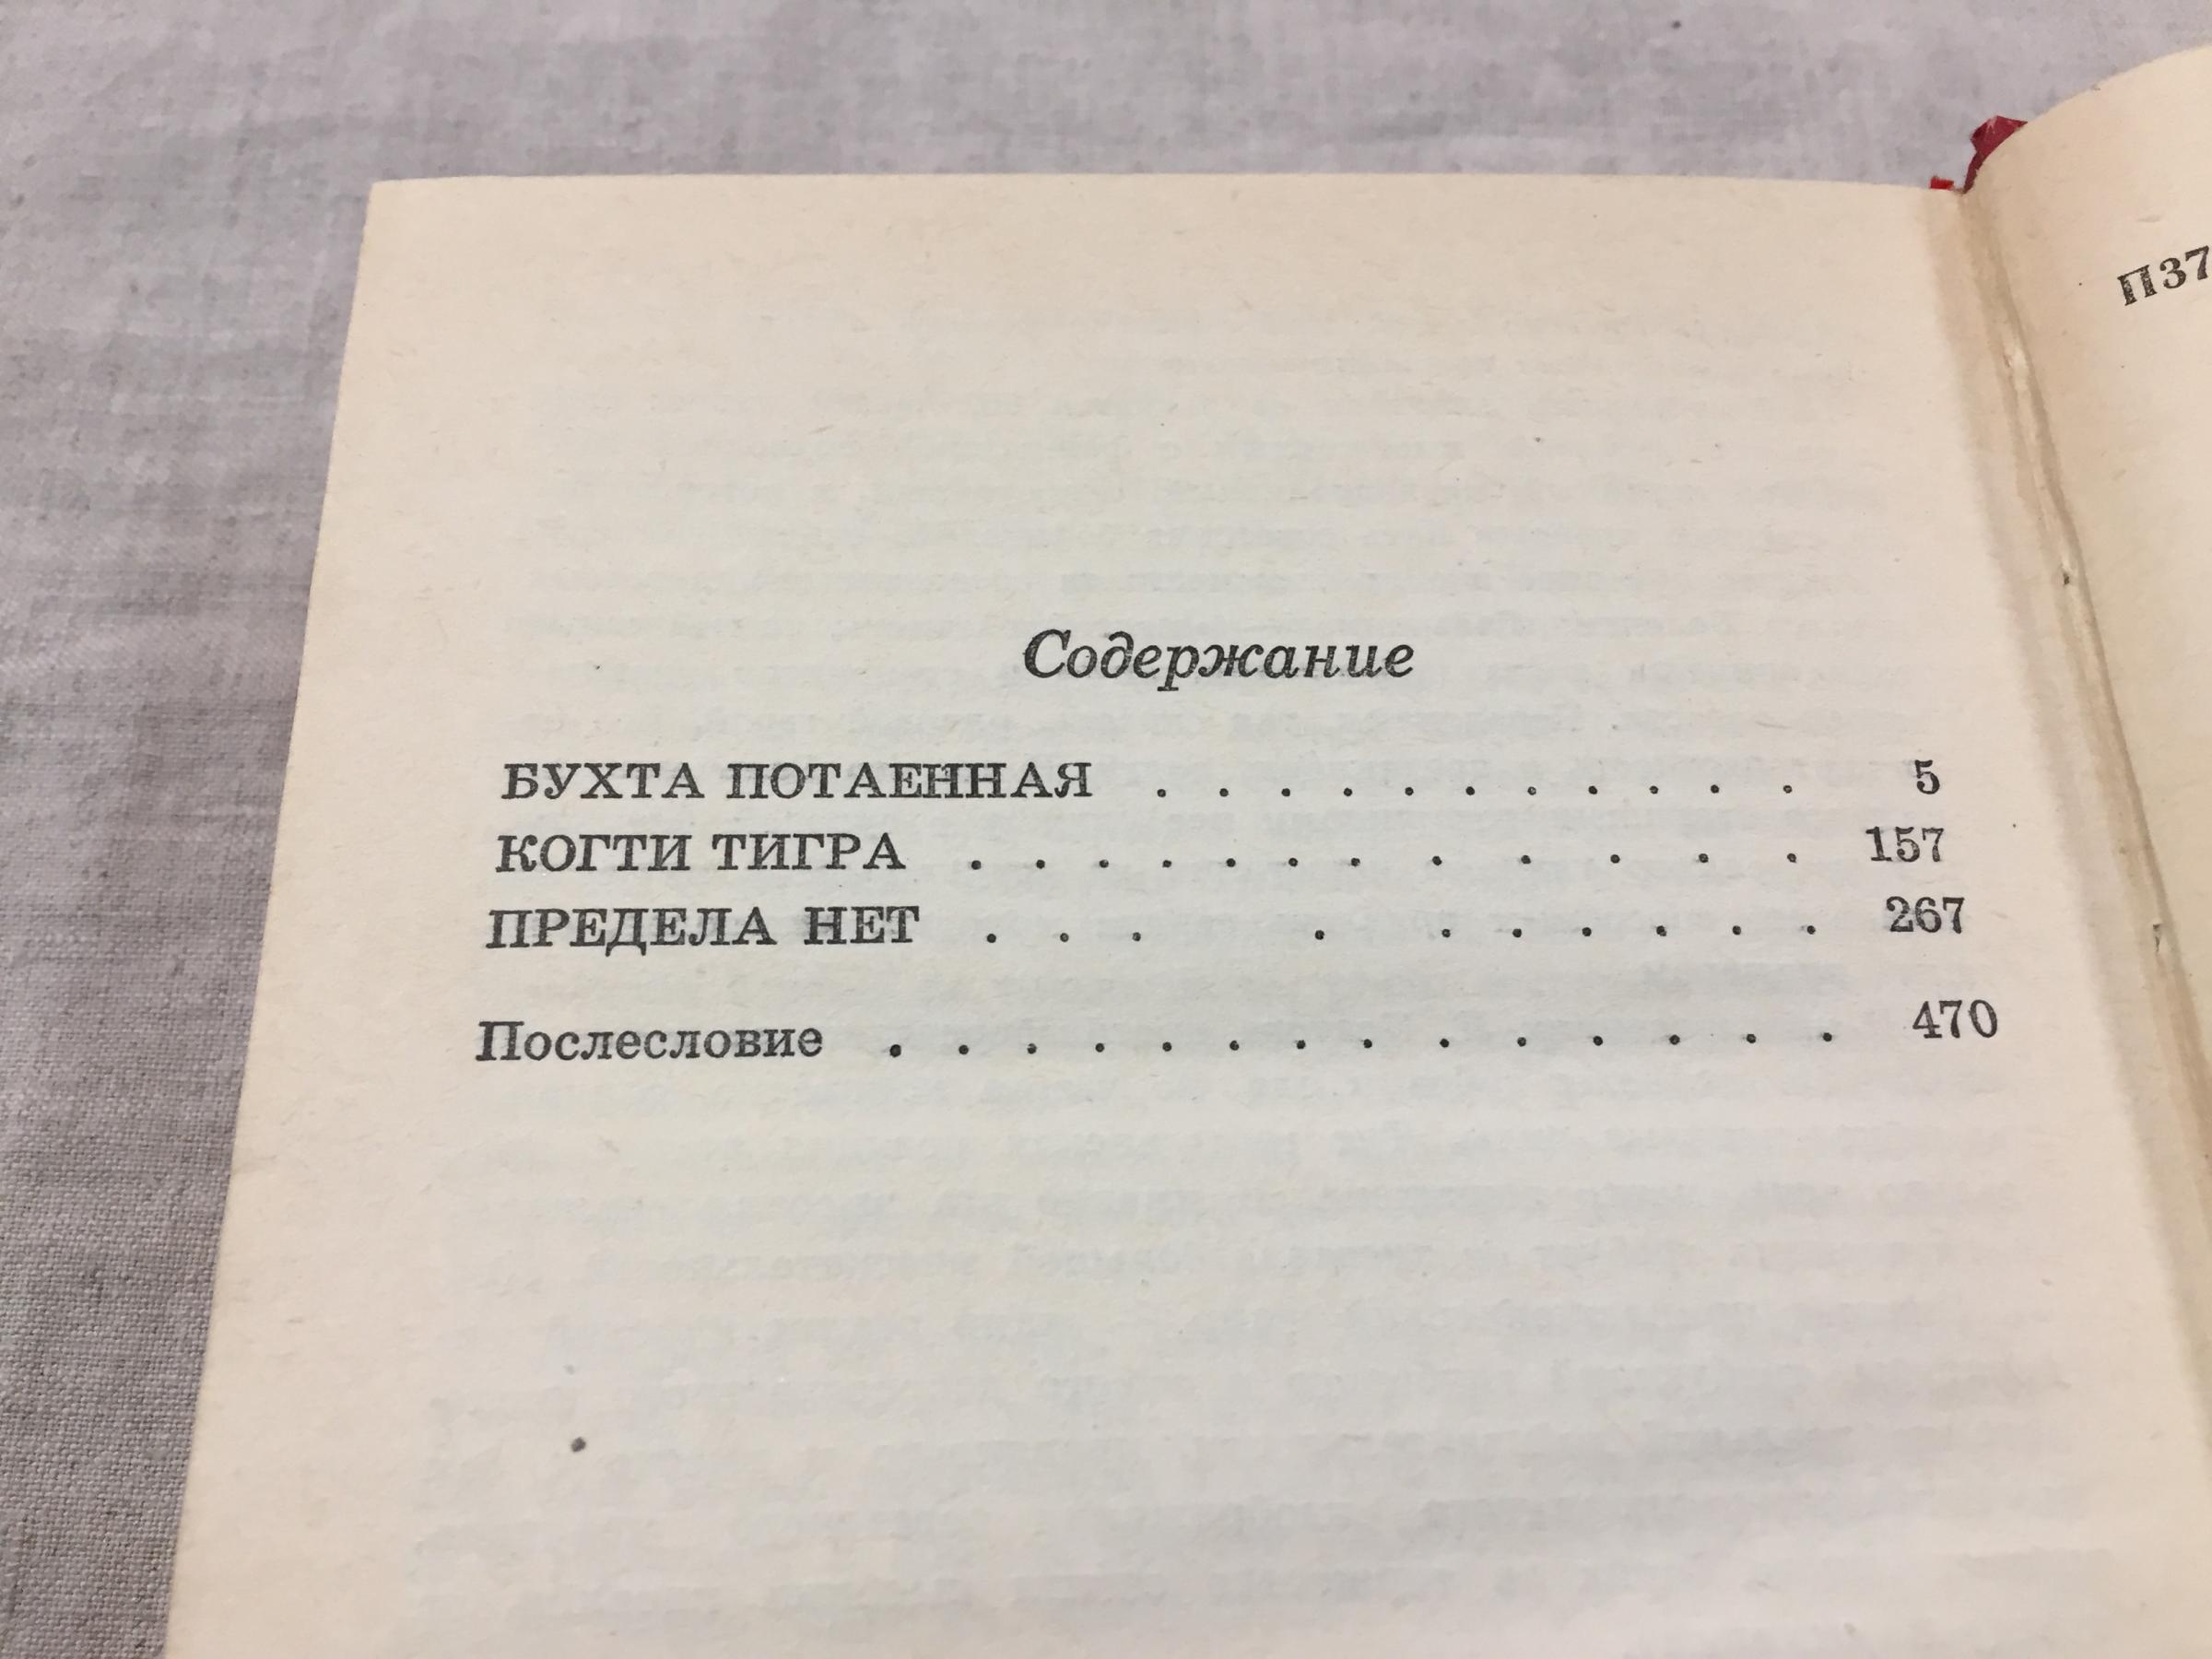 Содержание
БУХТА ПОТАЕННАЯ . . . . . . . . . . . 5
КОГТИ ТИГРА . . . . . . . . . . . . 157
ПРЕДЕЛА НЕТ . . . . . . . . . . 267
Послесловие . . . . . . . . . . . . . . 470
П37